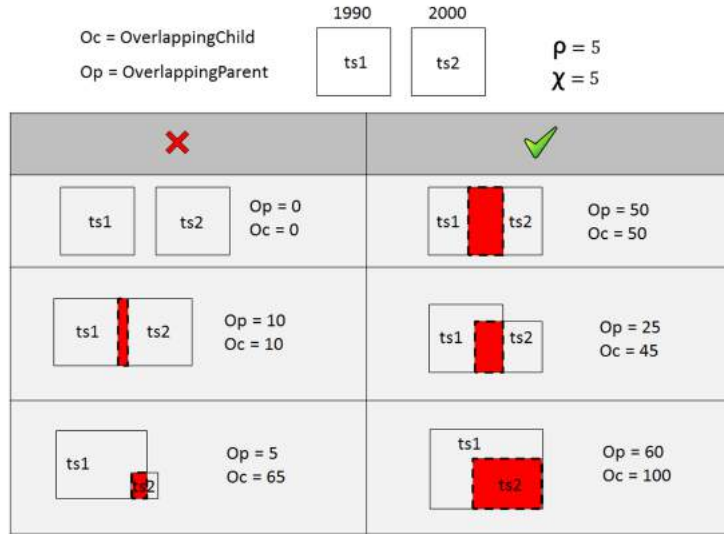 1990 2000
Oc = OverlappingChild
Op = OverlappingParent
ts1 ts2
ρ = 5
χ = 5
ts1 ts2
Op = 0
Oc = 0
ts1 ts2
Op = 50
Oc = 50
ts1 ts2
Op = 10
Oc = 10
ts1 ts2
Op = 25
Oc = 45
ts1
ts2
Op = 5
Oc = 65
ts1
ts2
Op = 60
Oc = 100